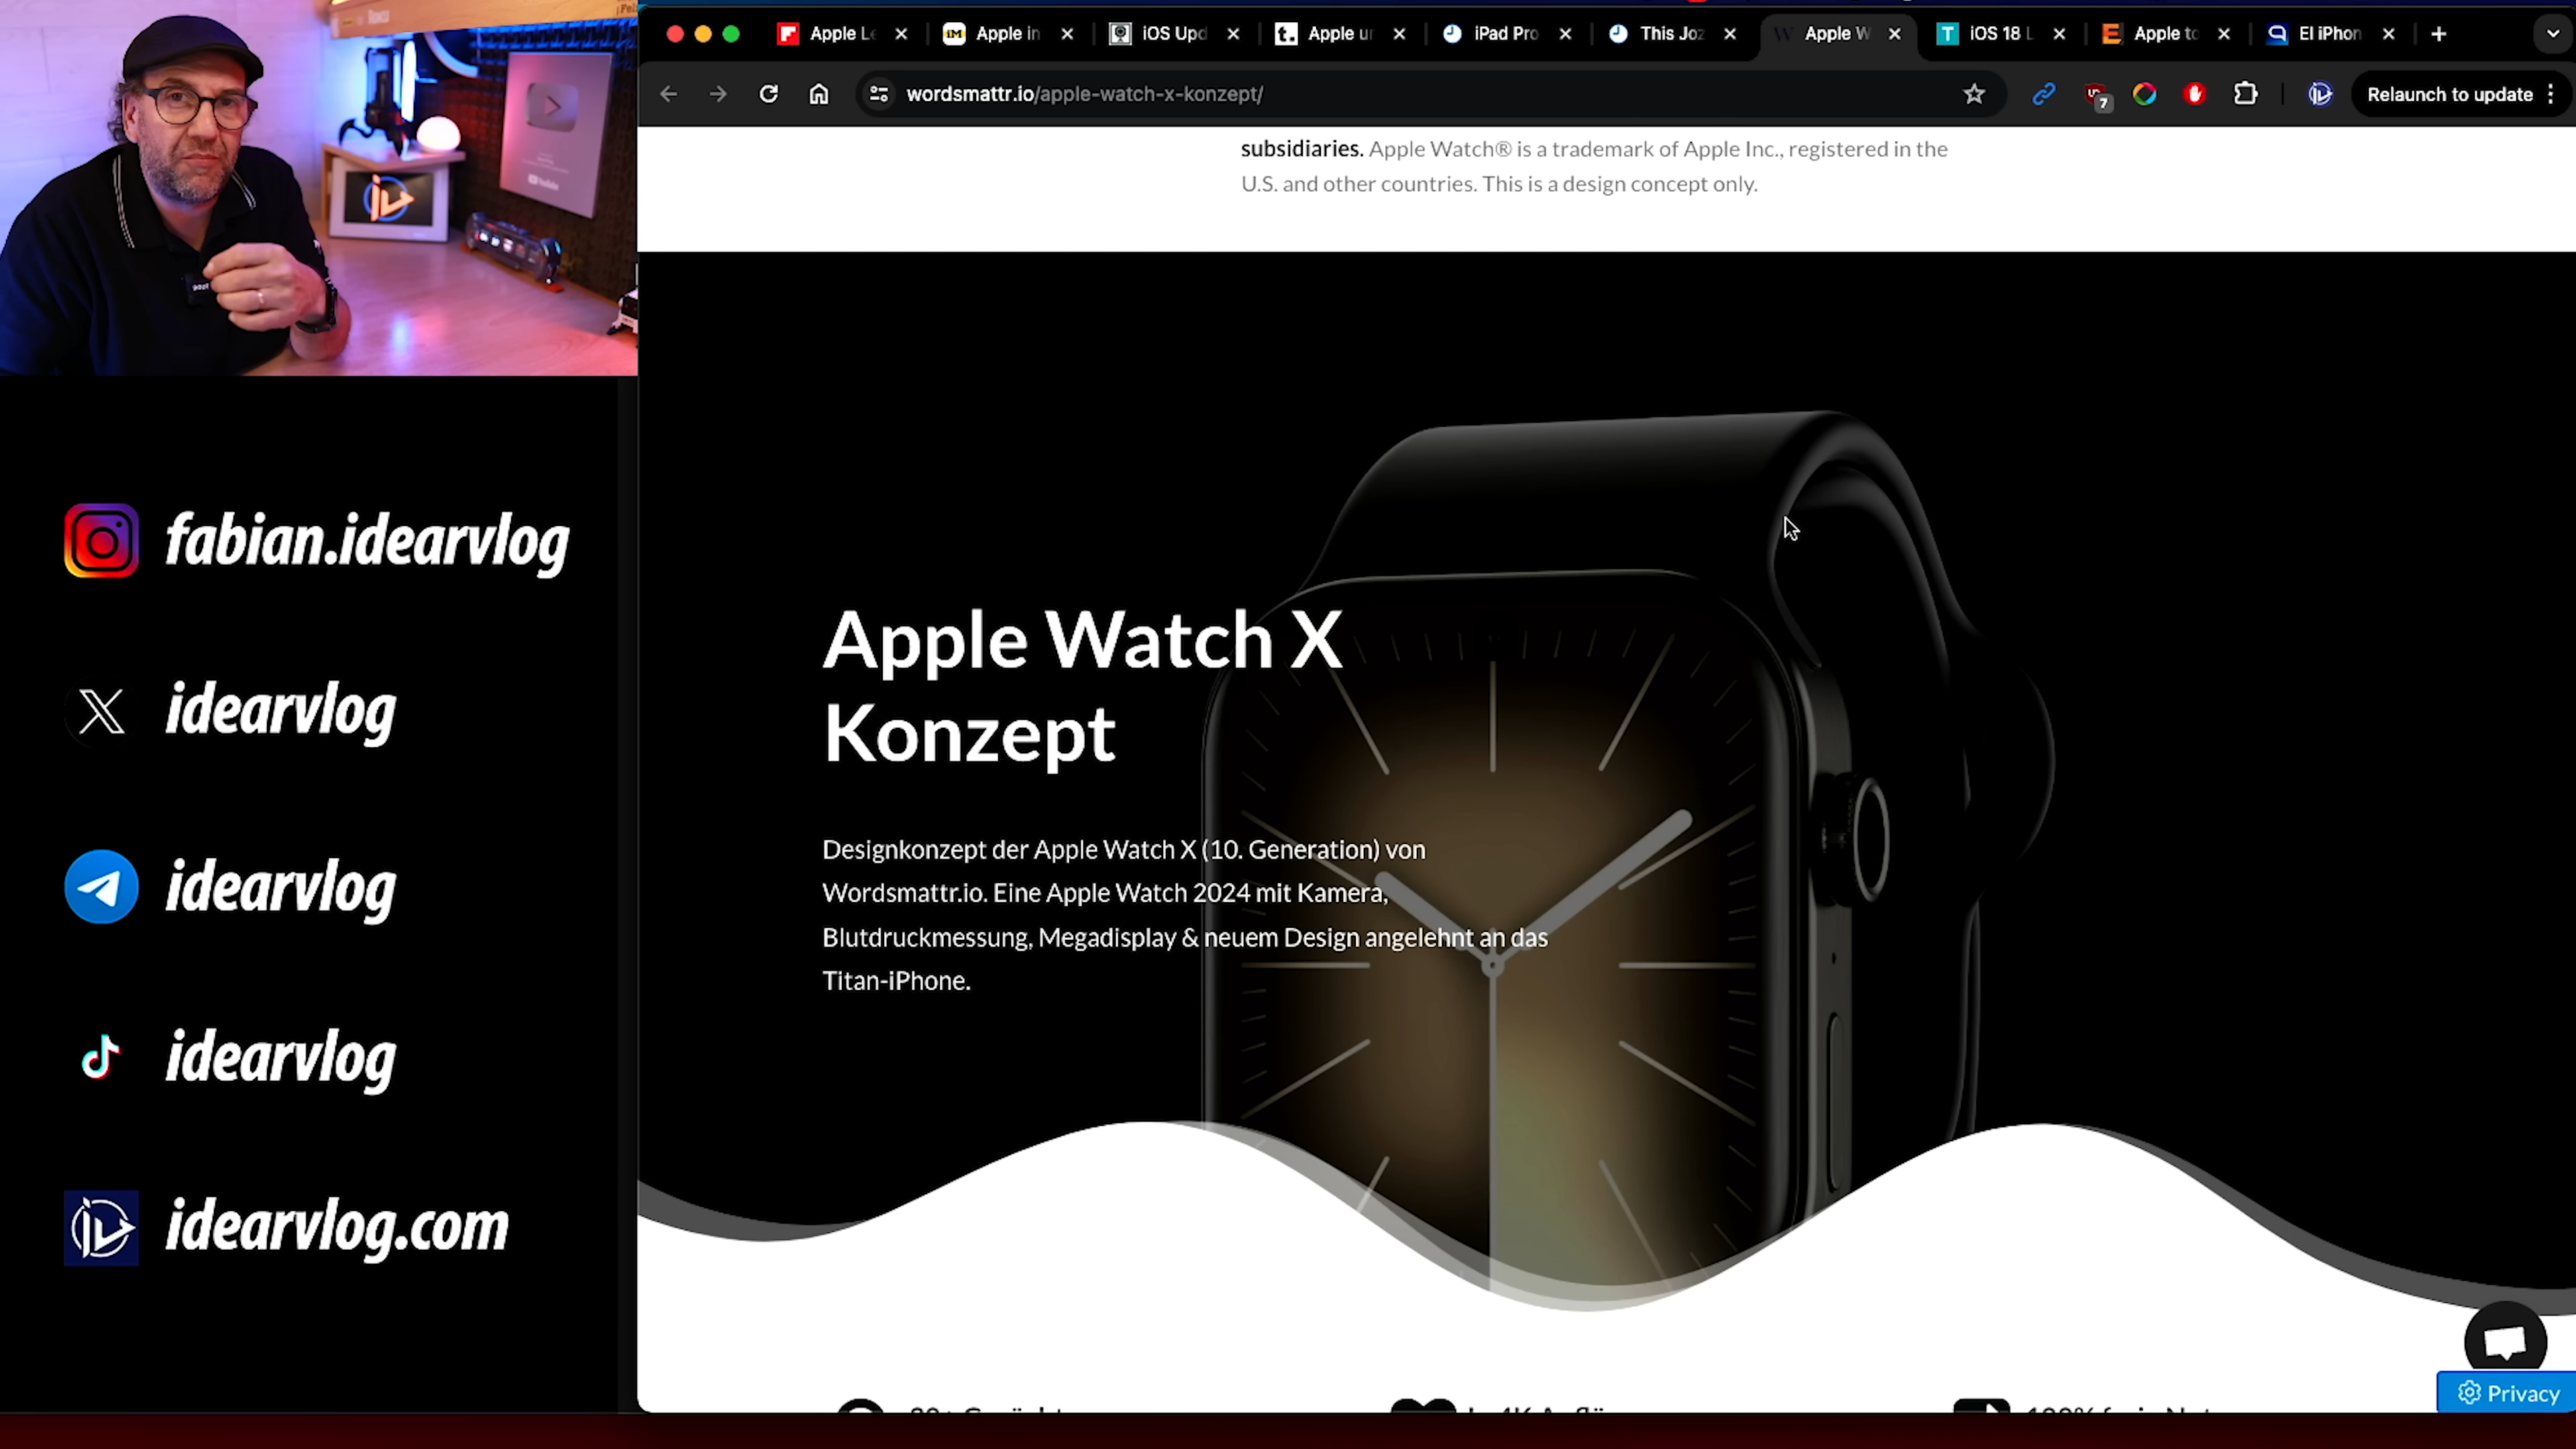 Apple Le
iM
Apple in
iOS Upd
t.
Apple ur
iPad Pro
This Joz
W
Apple W
T
iOS 18 L
E
Apple to
El iPhon
wordsmattr.io/apple-watch-x-konzept/
7
Relaunch to update
subsidiaries. Apple Watch® is a trademark of Apple Inc., registered in the
U.S. and other countries. This is a design concept only.
YouTube
fabian.idearvlog
idearvlog
idearvlog
idearvlog
idearvlog.com
Apple Watch X
Konzept
Designkonzept der Apple Watch X (10. Generation) von
Wordsmattr.io. Eine Apple Watch 2024 mit Kamera,
Blutdruckmessung, Megadisplay & neuem Design angelehnt an das
Titan-iPhone.
Privacy